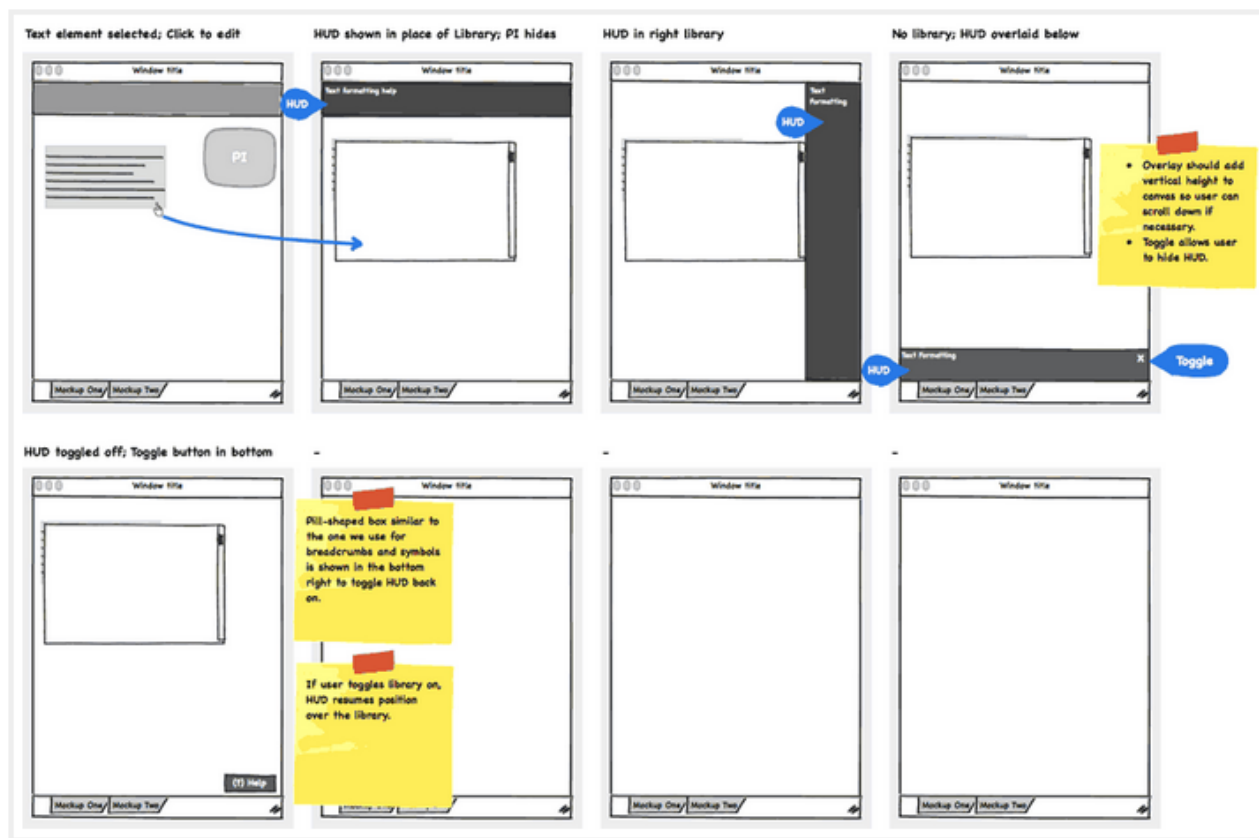 Text element selected; Click to edit
HUD shown in place of Library; PI hides
HUD in right library
No library; HUD overlaid below
Window title
Window title
Window title
Window title
HUD
Text formatting help
Text
Formatting
HUD
PI
• Overlay should add
vertical height to
canvas so user can
scroll down if
necessary.
• Toggle allows user
to hide HUD.
HUD
Text Formatting
X
Toggle
Mockup One Mockup Two
Mockup One Mockup Two
Mockup One Mockup Two
Mockup One Mockup Two
HUD toggled off; Toggle button in bottom
-
-
-
Window title
Window title
Window title
Window title
Pill-shaped box similar to
the one we use for
breadcrumbs and symbols
is shown in the bottom
right to toggle HUD back
on.
If user toggles library on,
HUD resumes position
over the library.
(?) Help
Mockup One Mockup Two
Mockup One Mockup Two
Mockup One Mockup Two